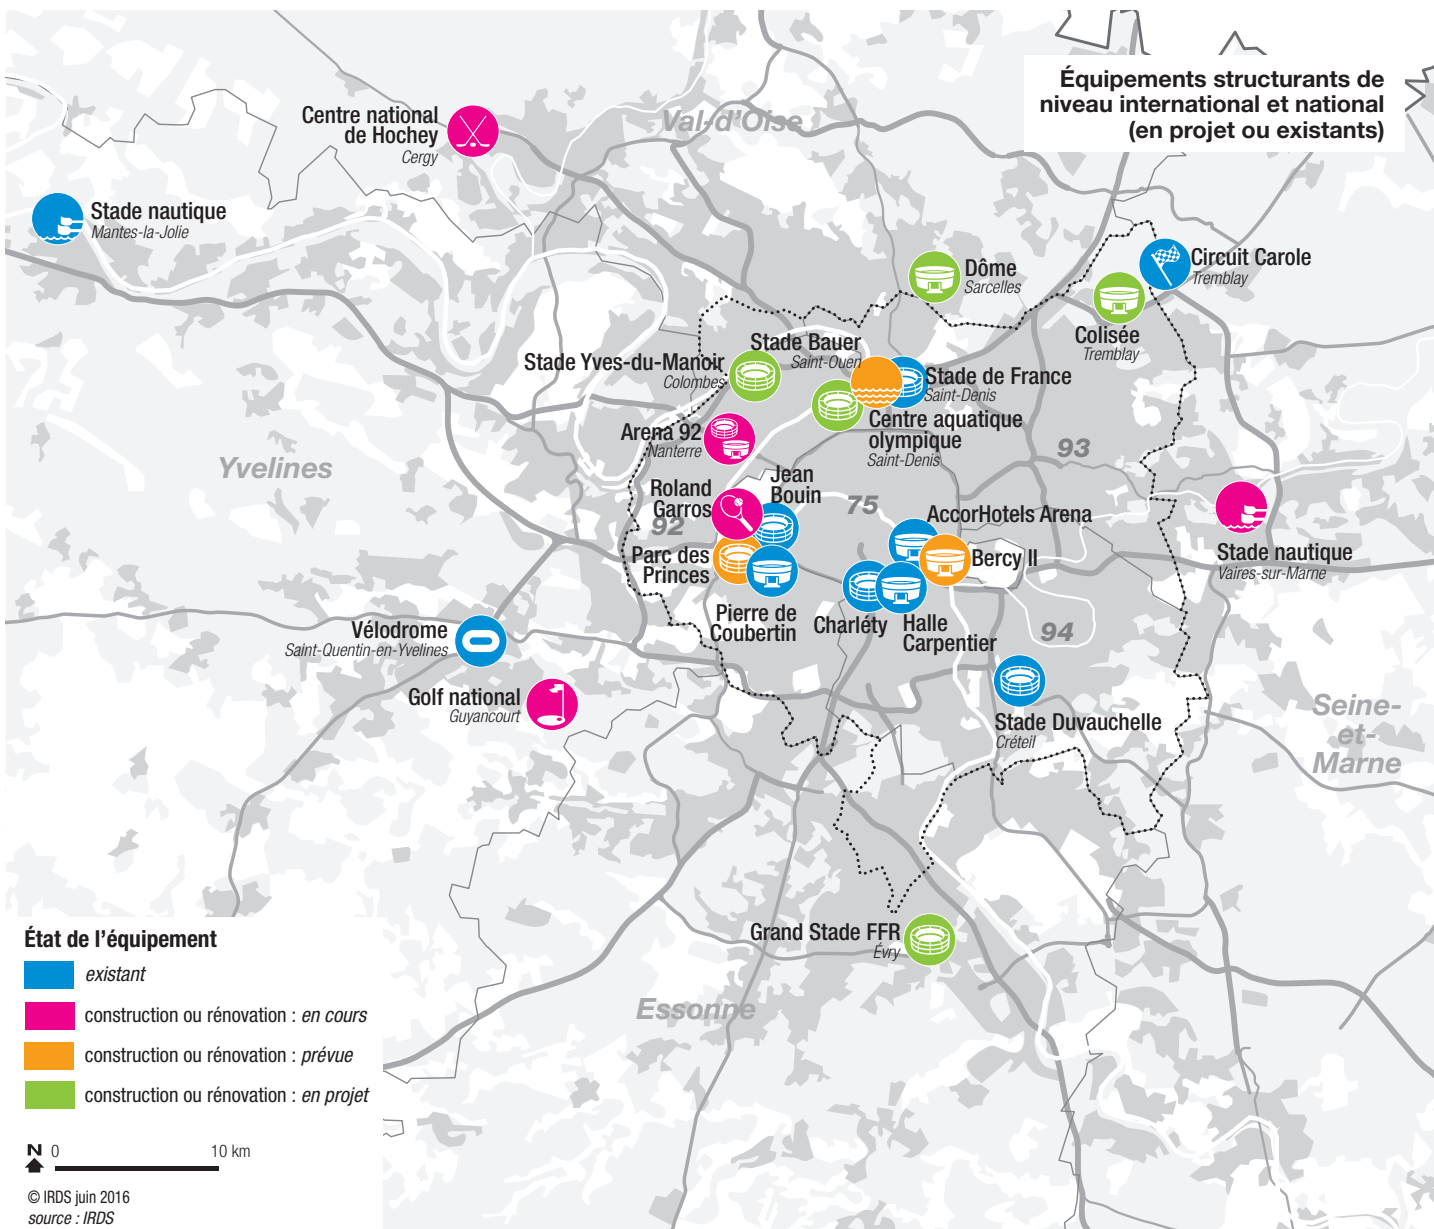 Équipements structurants de
niveau international et national
(en projet ou existants)
Centre national
de Hochey
Cergy
Val-d'Oise
Stade nautique
Mantes-la-Jolie
Dôme
Sarcelles
Circuit Carole
Tremblay
Colisée
Tremblay
Stade Bauer
Saint-Ouen
Stade Yves-du-Manoir
Colombes
Stade de France
Saint-Denis
Centre aquatique
olympique
Saint-Denis
Arena 92
Nanterre
93
Yvelines
Jean
Bouin
Roland
Garros
92
75
AccorHotels Arena
Parc des
Princes
Bercy II
Stade nautique
Vaires-sur-Marne
Pierre de
Coubertin
Charléty
Halle
Carpentier
94
Vélodrome
Saint-Quentin-en-Yvelines
Golf national
Guyancourt
Stade Duvauchelle
Créteil
Seine-
et-
Marne
Grand Stade FFR
Évry
Essonne
État de l'équipement
existant
construction ou rénovation : en cours
construction ou rénovation : prévue
construction ou rénovation : en projet
N 0 10 km
© IRDS juin 2016
source : IRDS